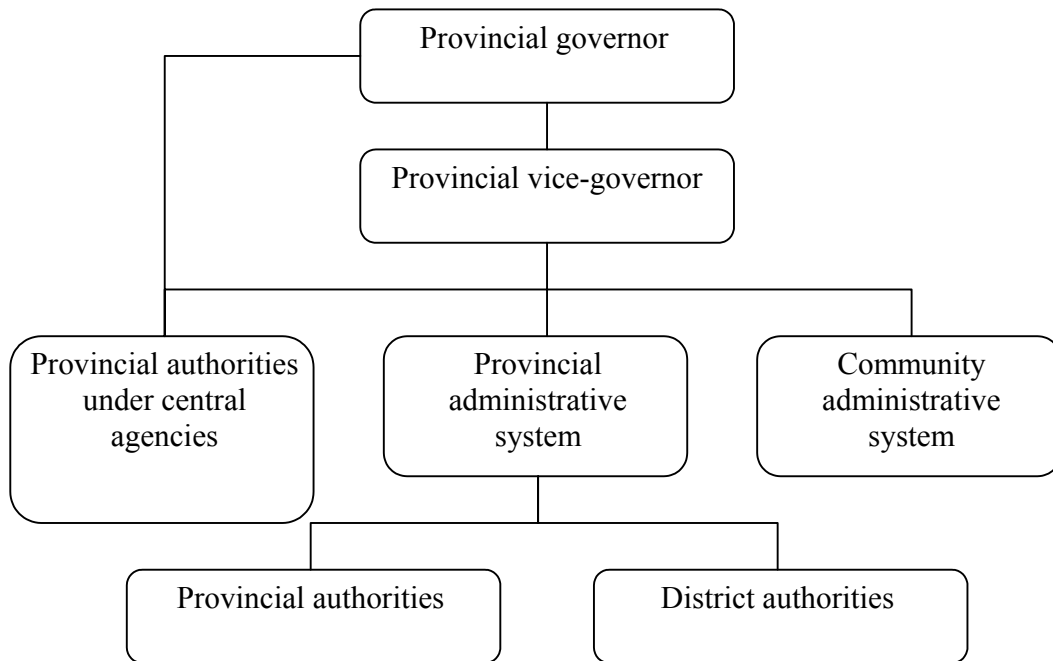 Provincial governor
Provincial vice-governor
Provincial authorities
under central
agencies
Provincial
administrative
system
Community
administrative
system
Provincial authorities
District authorities